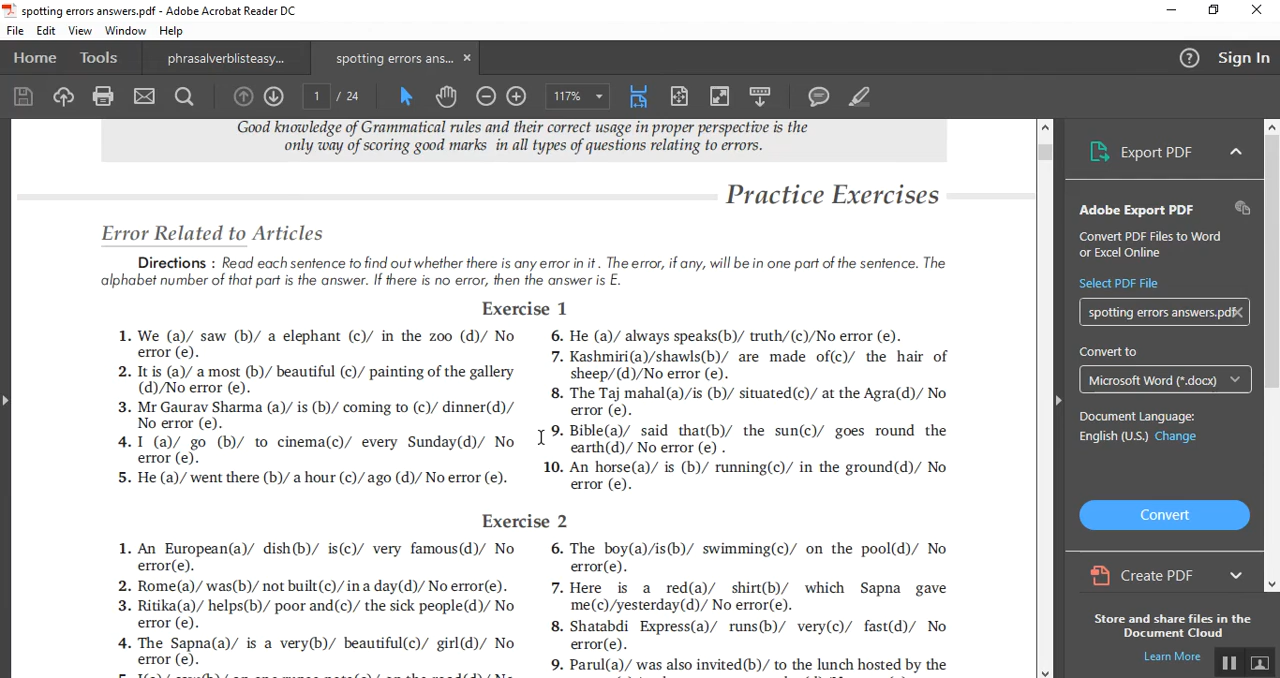 spotting errors answers.pdf - Adobe Acrobat Reader DC
File Edit View Window Help
Home Tools phrasalverblisteasy... spotting errors ans... × ? Sign In
1 / 24 117%
Good knowledge of Grammatical rules and their correct usage in proper perspective is the
only way of scoring good marks in all types of questions relating to errors.
Practice Exercises
Error Related to Articles
Directions : Read each sentence to find out whether there is any error in it . The error, if any, will be in one part of the sentence. The
alphabet number of that part is the answer. If there is no error, then the answer is E.
Exercise 1
1. We (a)/ saw (b)/ a elephant (c)/ in the zoo (d)/ No
error (e).
2. It is (a)/ a most (b)/ beautiful (c)/ painting of the gallery
(d)/No error (e).
3. Mr Gaurav Sharma (a)/ is (b)/ coming to (c)/ dinner(d)/
No error (e).
4. I (a)/ go (b)/ to cinema(c)/ every Sunday(d)/ No
error (e).
5. He (a)/ went there (b)/ a hour (c)/ ago (d)/ No error (e).
6. He (a)/ always speaks(b)/ truth/(c)/No error (e).
7. Kashmiri(a)/shawls(b)/ are made of(c)/ the hair of
sheep/(d)/No error (e).
8. The Taj mahal(a)/is (b)/ situated(c)/ at the Agra(d)/ No
error (e).
9. Bible(a)/ said that(b)/ the sun(c)/ goes round the
earth(d)/ No error (e) .
10. An horse(a)/ is (b)/ running(c)/ in the ground(d)/ No
error (e).
Exercise 2
1. An European(a)/ dish(b)/ is(c)/ very famous(d)/ No
error(e).
2. Rome(a)/ was(b)/ not built(c)/ in a day(d)/ No error(e).
3. Ritika(a)/ helps(b)/ poor and(c)/ the sick people(d)/ No
error (e).
4. The Sapna(a)/ is a very(b)/ beautiful(c)/ girl(d)/ No
error (e).
6. The boy(a)/is(b)/ swimming(c)/ on the pool(d)/ No
error(e).
7. Here is a red(a)/ shirt(b)/ which Sapna gave
me(c)/yesterday(d)/ No error(e).
8. Shatabdi Express(a)/ runs(b)/ very(c)/ fast(d)/ No
error(e).
9. Parul(a)/ was also invited(b)/ to the lunch hosted by the
Export PDF
Adobe Export PDF
Convert PDF Files to Word
or Excel Online
Select PDF File
spotting errors answers.pdf
Convert to
Microsoft Word (*.docx)
Document Language:
English (U.S.) Change
Convert
Create PDF
Store and share files in the
Document Cloud
Learn More